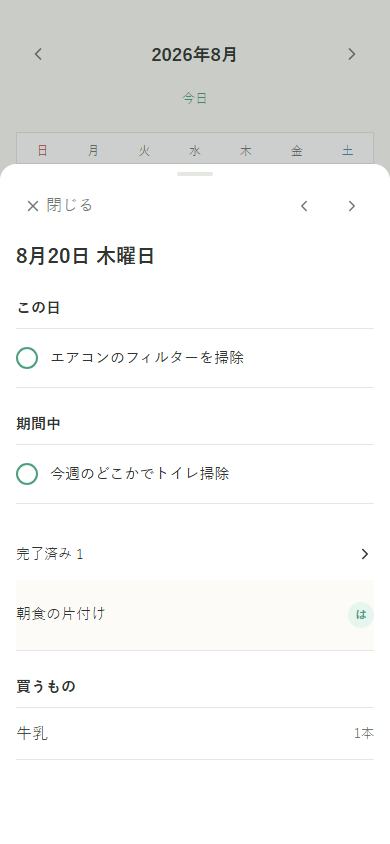 2026年8月
今日
日 月 火 水 木 金 土
閉じる
8月20日 木曜日
この日
エアコンのフィルターを掃除
期間中
今週のどこかでトイレ掃除
完了済み 1
朝食の片付け は
買うもの
牛乳 1本